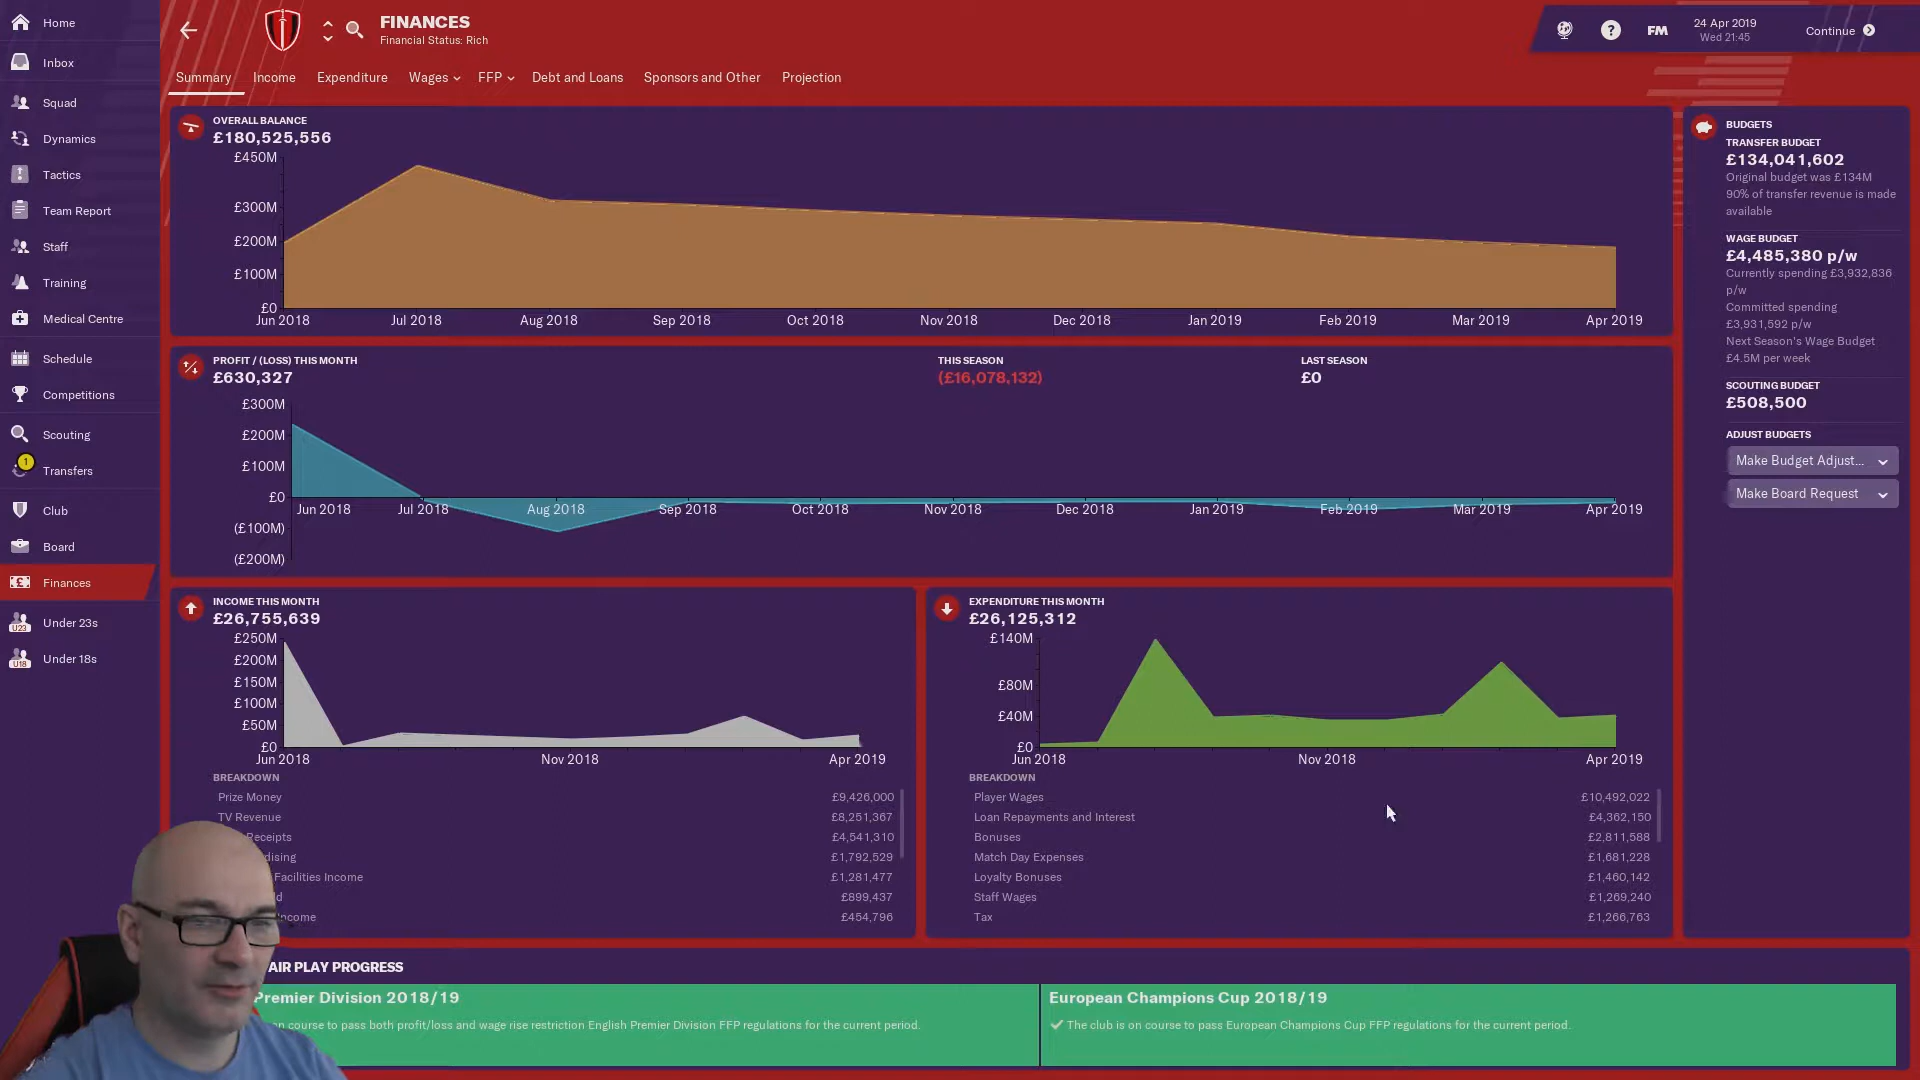 Home
Inbox
Squad
Dynamics
Tactics
Team Report
Staff
Training
Medical Centre
Schedule
Competitions
Scouting
1
Transfers
Club
Board
Finances
U23
Under 23s
U18
Under 18s
FINANCES
Financial Status: Rich
?
FM
24 Apr 2019
Wed 21:45
Continue
Summary
Income
Expenditure
Wages
FFP
Debt and Loans
Sponsors and Other
Projection
OVERALL BALANCE
£180,525,556
£450M
£300M
£200M
£100M
£0
Jun 2018
Jul 2018
Aug 2018
Sep 2018
Oct 2018
Nov 2018
Dec 2018
Jan 2019
Feb 2019
Mar 2019
Apr 2019
PROFIT / (LOSS) THIS MONTH
£630,327
THIS SEASON
(£16,078,132)
LAST SEASON
£0
£300M
£200M
£100M
£0
(£100M)
(£200M)
Jun 2018
Jul 2018
Aug 2018
Sep 2018
Oct 2018
Nov 2018
Dec 2018
Jan 2019
Feb 2019
Mar 2019
Apr 2019
INCOME THIS MONTH
£26,755,639
£250M
£200M
£150M
£100M
£50M
£0
Jun 2018
Nov 2018
Apr 2019
BREAKDOWN
Prize Money £9,426,000
TV Revenue £8,251,367
Receipts £4,541,310
dising £1,792,529
Facilities Income £1,281,477
d £899,437
ncome £454,796
EXPENDITURE THIS MONTH
£26,125,312
£140M
£80M
£40M
£0
Jun 2018
Nov 2018
Apr 2019
BREAKDOWN
Player Wages £10,492,022
Loan Repayments and Interest £4,362,150
Bonuses £2,811,588
Match Day Expenses £1,681,228
Loyalty Bonuses £1,460,142
Staff Wages £1,269,240
Tax £1,266,763
BUDGETS
TRANSFER BUDGET
£134,041,602
Original budget was £134M
90% of transfer revenue is made
available
WAGE BUDGET
£4,485,380 p/w
Currently spending £3,932,836
p/w
Committed spending
£3,931,592 p/w
Next Season's Wage Budget
£4.5M per week
SCOUTING BUDGET
£508,500
ADJUST BUDGETS
Make Budget Adjust...
Make Board Request
AIR PLAY PROGRESS
Premier Division 2018/19
on course to pass both profit/loss and wage rise restriction English Premier Division FFP regulations for the current period.
European Champions Cup 2018/19
The club is on course to pass European Champions Cup FFP regulations for the current period.